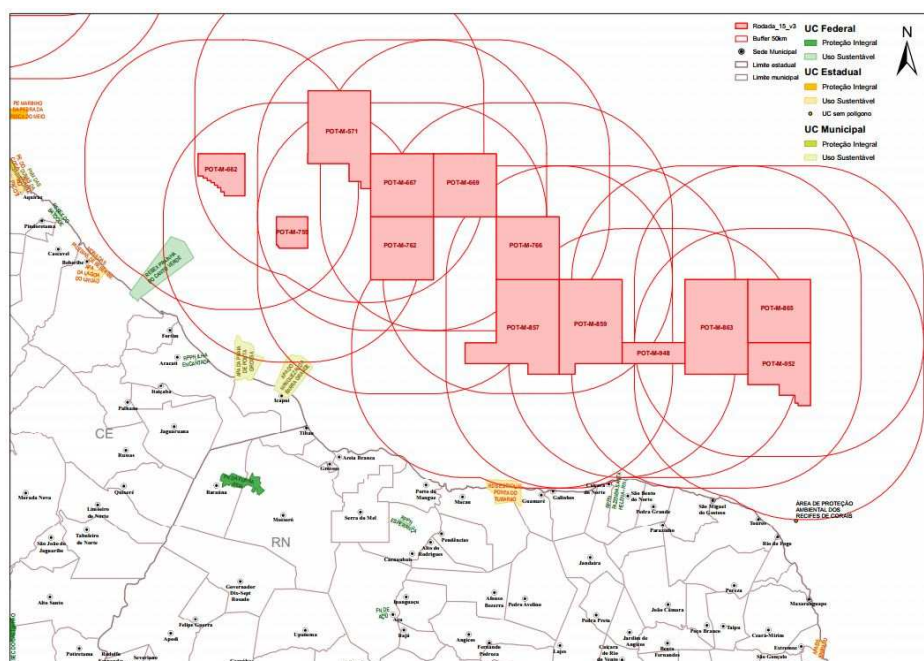 Rodada_15_v3
Buffer 50km
Sede Municipal
Limite estadual
Limite municipal
UC Federal
Proteção Integral
Uso Sustentável
UC Estadual
Proteção Integral
Uso Sustentável
UC sem polígono
UC Municipal
Proteção Integral
Uso Sustentável
N
POT-M-571
POT-M-662
POT-M-667
POT-M-669
POT-M-762
POT-M-766
POT-M-857
POT-M-859
POT-M-948
POT-M-863
POT-M-865
POT-M-952
Aquiraz
Pindoretama
Cascavel
Beberibe
Fortim
Aracati
RPPN ILHA
ENCANTADA
Itaiçaba
Palhano
Jaguaruana
CE
Russas
Icapuí
Tibau
Grossos
Areia Branca
Morada Nova
Quixeré
Limoeiro
do Norte
Tabuleiro
do Norte
São João do
Jaguaribe
Alto Santo
Baraúna
Mossoró
RN
Serra do Mel
Porto do
Mangue
Macau
Guamaré
Galinhos
Caiçara
do Norte
São Bento
do Norte
Pedra Grande
São Miguel
do Gostoso
Parazinho
Touros
ÁREA DE PROTEÇÃO
AMBIENTAL DOS
RECIFES DE CORAIS
Rio do Fogo
Pendências
Alto do
Rodrigues
Carnaubais
Jandaíra
Governador
Dix-Sept
Rosado
Felipe Guerra
Apodi
Upanema
Ipanguaçu
Açu
Itajá
Afonso
Bezerra
Pedro Avelino
Angicos
Fernando
Pedroza
Lajes
Pedra Preta
Jardim de
Angicos
Caiçara do
Rio do Vento
João Câmara
Bento
Fernandes
Poço Branco
Taipu
Pureza
Maxaranguape
Ceará-Mirim
Extremoz